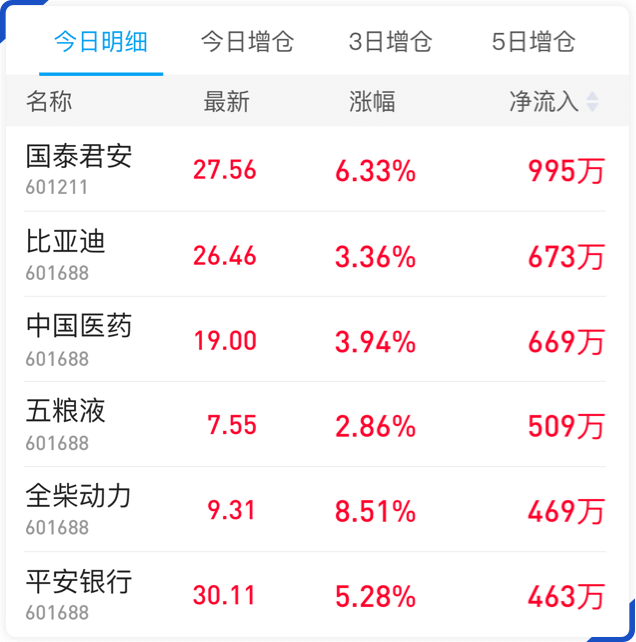 今日明细 今日增仓 3日增仓 5日增仓
名称 最新 涨幅 净流入
国泰君安 27.56 6.33% 995万
601211
比亚迪 26.46 3.36% 673万
601688
中国医药 19.00 3.94% 669万
601688
五粮液 7.55 2.86% 509万
601688
全柴动力 9.31 8.51% 469万
601688
平安银行 30.11 5.28% 463万
601688